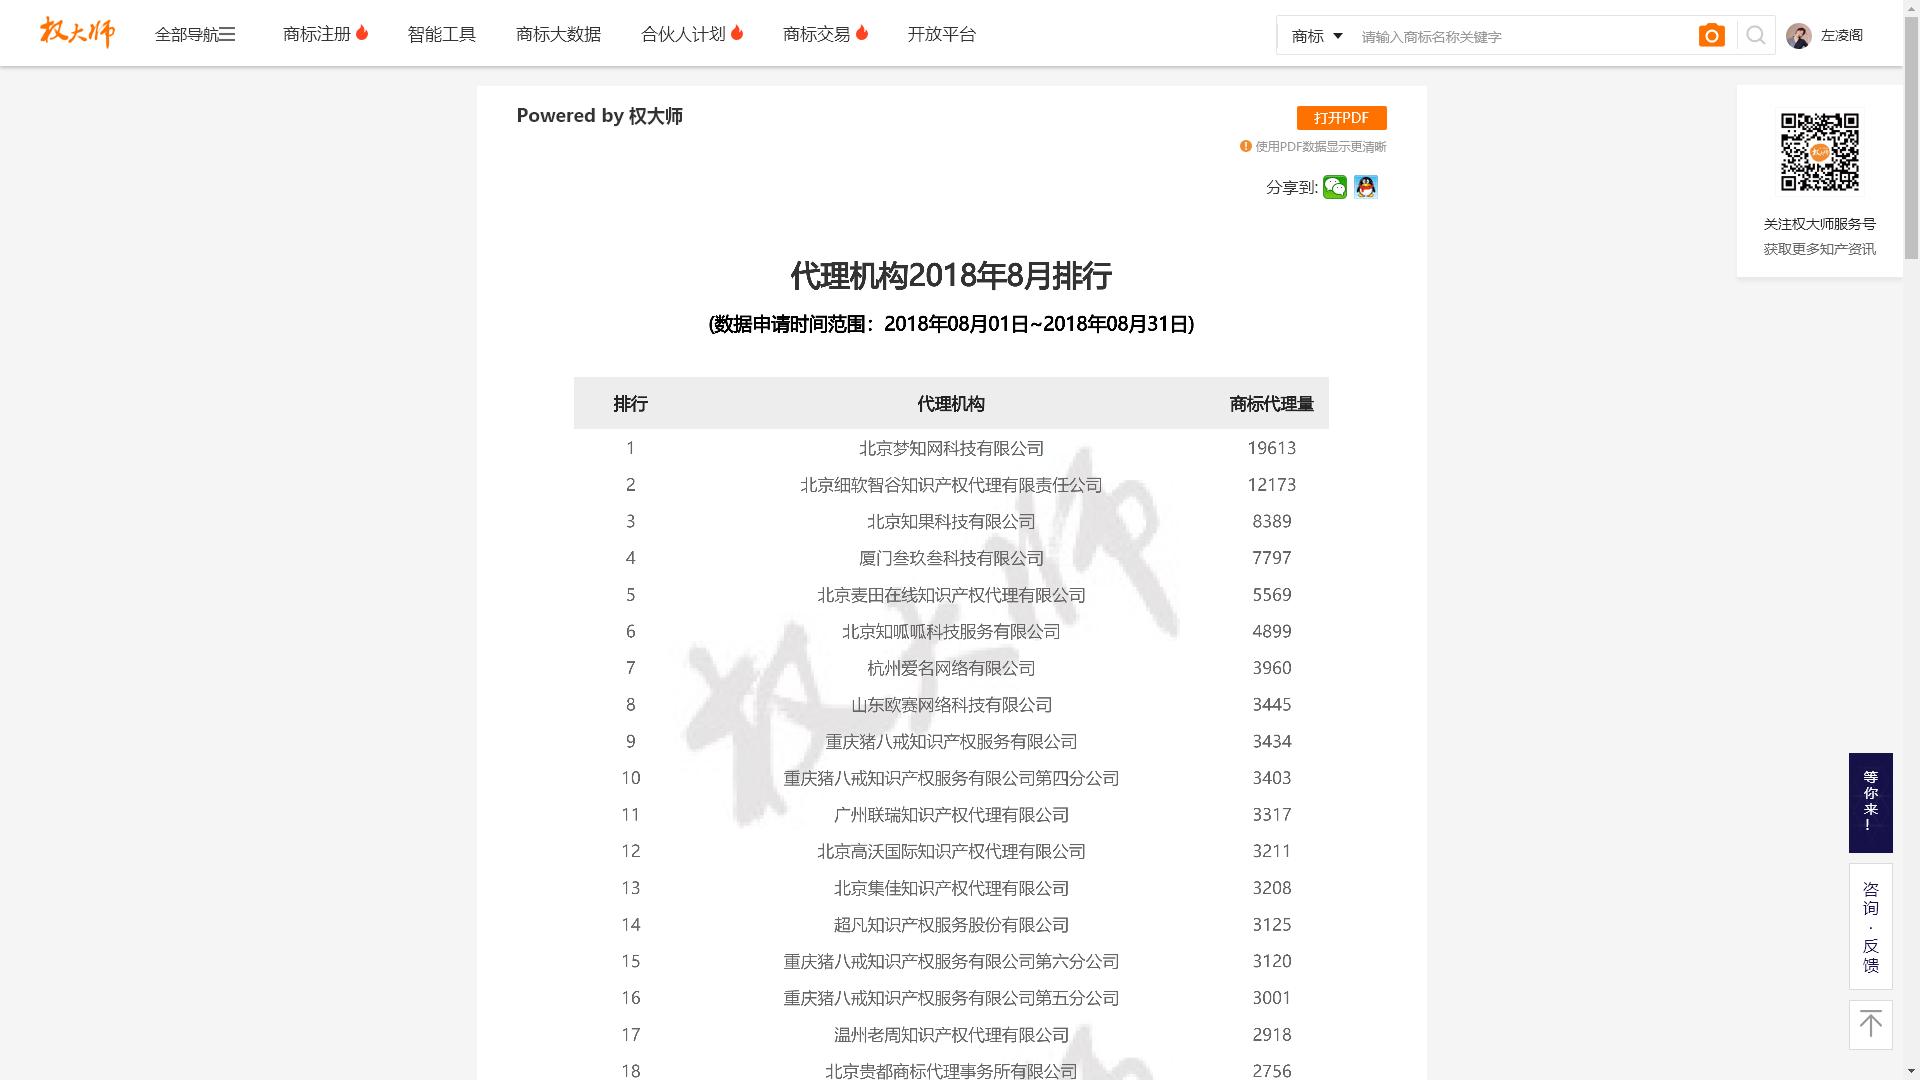 权大师 全部导航 商标注册 智能工具 商标大数据 合伙人计划 商标交易 开放平台 商标 请输入商标名称关键字 左凌阁
Powered by 权大师
打开PDF
使用PDF数据显示更清晰
分享到:
关注权大师服务号
获取更多知产资讯
代理机构2018年8月排行
(数据申请时间范围：2018年08月01日~2018年08月31日)
排行 代理机构 商标代理量
1 北京梦知网科技有限公司 19613
2 北京细软智谷知识产权代理有限责任公司 12173
3 北京知果科技有限公司 8389
4 厦门叁玖叁科技有限公司 7797
5 北京麦田在线知识产权代理有限公司 5569
6 北京知呱呱科技服务有限公司 4899
7 杭州爱名网络有限公司 3960
8 山东欧赛网络科技有限公司 3445
9 重庆猪八戒知识产权服务有限公司 3434
10 重庆猪八戒知识产权服务有限公司第四分公司 3403
11 广州联瑞知识产权代理有限公司 3317
12 北京高沃国际知识产权代理有限公司 3211
13 北京集佳知识产权代理有限公司 3208
14 超凡知识产权服务股份有限公司 3125
15 重庆猪八戒知识产权服务有限公司第六分公司 3120
16 重庆猪八戒知识产权服务有限公司第五分公司 3001
17 温州老周知识产权代理有限公司 2918
18 北京贵都商标代理事务所有限公司 2756
权大师
等你来!
咨询·反馈